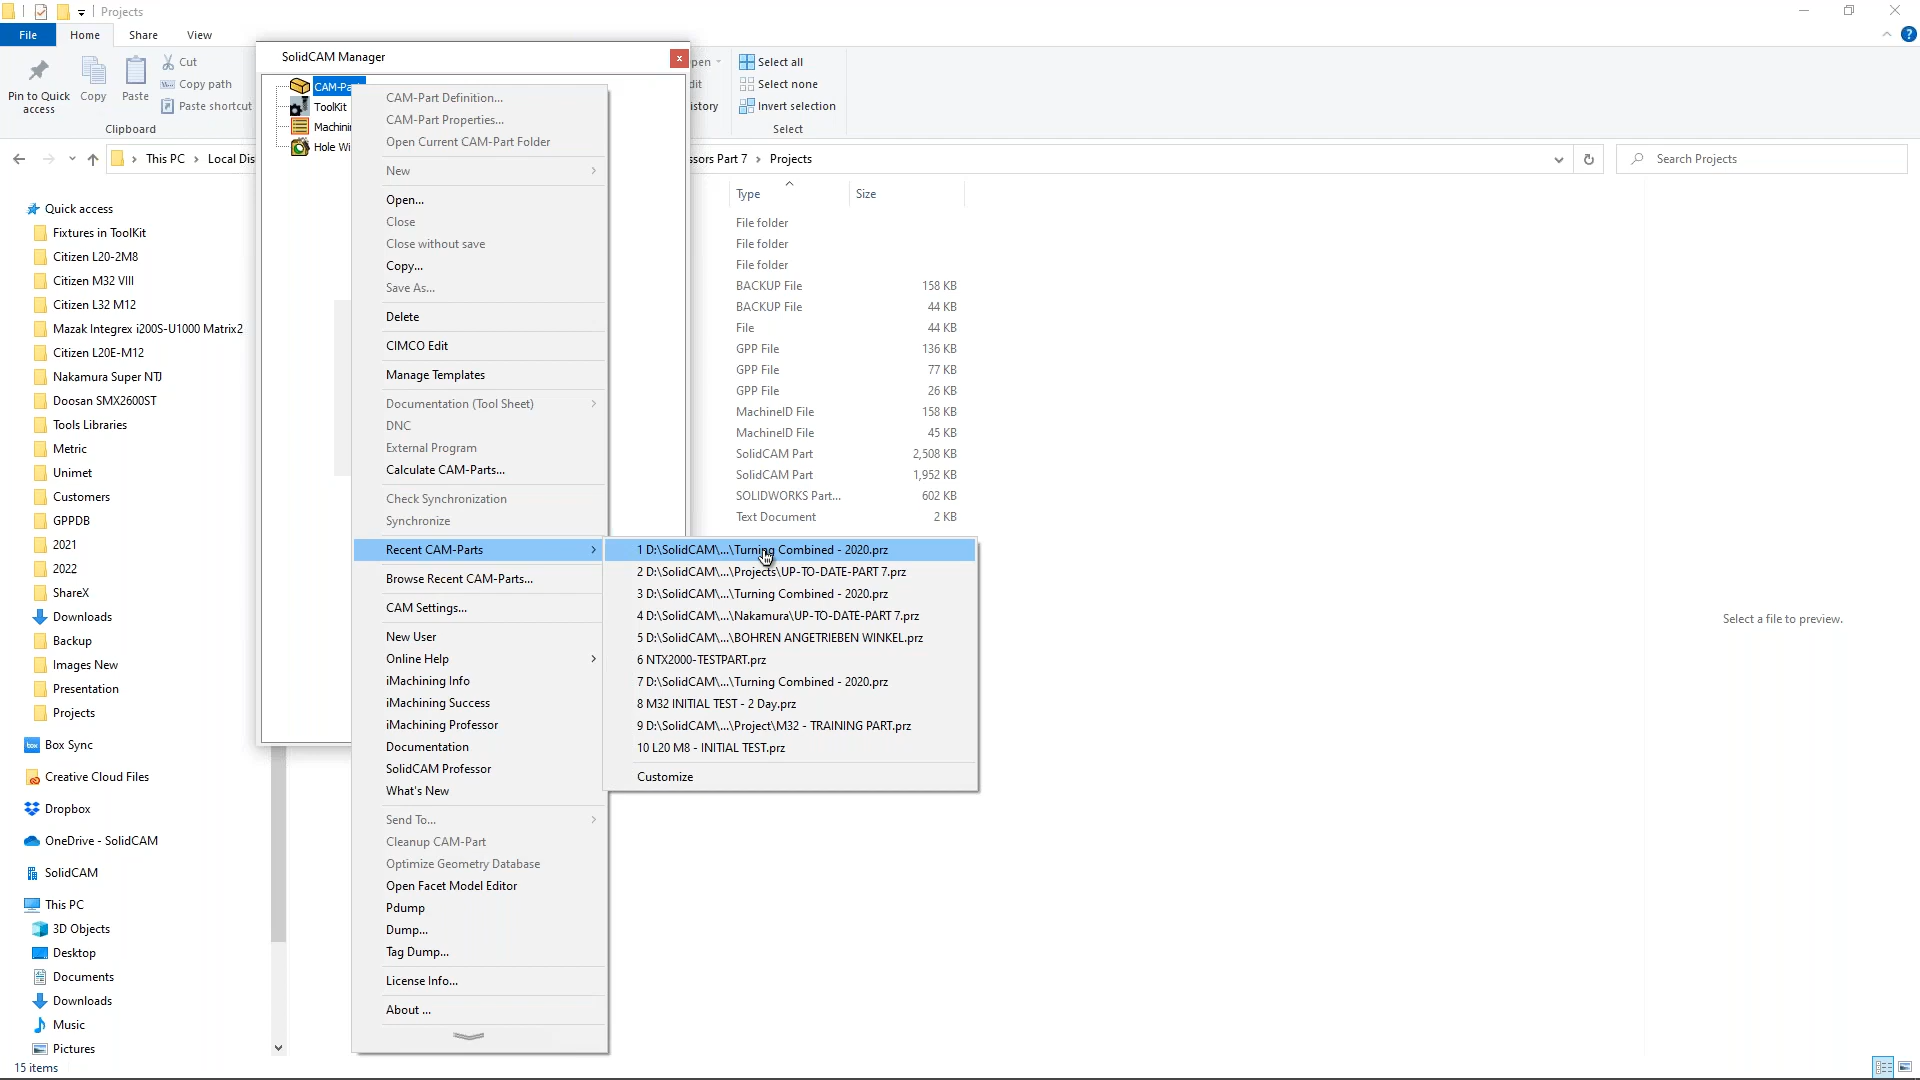 Projects
File
Home
Share
View
Pin to Quick access
Copy
Paste
Cut
Copy path
Paste shortcut
Clipboard
Select all
Select none
Invert selection
Select
This PC
Projects
Search Projects
Quick access
Fixtures in ToolKit
Citizen L20-2M8
Citizen M32 VIII
Citizen L32 M12
Mazak Integrex i200S-U1000 Matrix2
Citizen L20E-M12
Nakamura Super NTJ
Doosan SMX2600ST
Tools Libraries
Metric
Unimet
Customers
GPPDB
2021
2022
ShareX
Downloads
Backup
Images New
Presentation
Projects
Box Sync
Creative Cloud Files
Dropbox
OneDrive - SolidCAM
SolidCAM
This PC
3D Objects
Desktop
Documents
Downloads
Music
Pictures
15 items
SolidCAM Manager
ToolKit
CAM-Part Definition...
CAM-Part Properties...
Open Current CAM-Part Folder
New
Open...
Close
Close without save
Copy...
Save As...
Delete
CIMCO Edit
Manage Templates
Documentation (Tool Sheet)
DNC
External Program
Calculate CAM-Parts...
Check Synchronization
Synchronize
Recent CAM-Parts
Browse Recent CAM-Parts...
CAM Settings...
New User
Online Help
iMachining Info
iMachining Success
iMachining Professor
Documentation
SolidCAM Professor
What's New
Send To...
Cleanup CAM-Part
Optimize Geometry Database
Open Facet Model Editor
Pdump
Dump...
Tag Dump...
License Info...
About ...
1 D:\SolidCAM\...\Turning Combined - 2020.prz
2 D:\SolidCAM\...\Projects\UP-TO-DATE-PART 7.prz
3 D:\SolidCAM\...\Turning Combined - 2020.prz
4 D:\SolidCAM\...\Nakamura\UP-TO-DATE-PART 7.prz
5 D:\SolidCAM\...\BOHREN ANGETRIEBEN WINKEL.prz
6 NTX2000-TESTPART.prz
7 D:\SolidCAM\...\Turning Combined - 2020.prz
8 M32 INITIAL TEST - 2 Day.prz
9 D:\SolidCAM\...\Project\M32 - TRAINING PART.prz
10 L20 M8 - INITIAL TEST.prz
Customize
Type Size
File folder
File folder
File folder
BACKUP File 158 KB
BACKUP File 44 KB
File 44 KB
GPP File 136 KB
GPP File 77 KB
GPP File 26 KB
MachineID File 158 KB
MachineID File 45 KB
SolidCAM Part 2,508 KB
SolidCAM Part 1,952 KB
SOLIDWORKS Part... 602 KB
Text Document 2 KB
Select a file to preview.